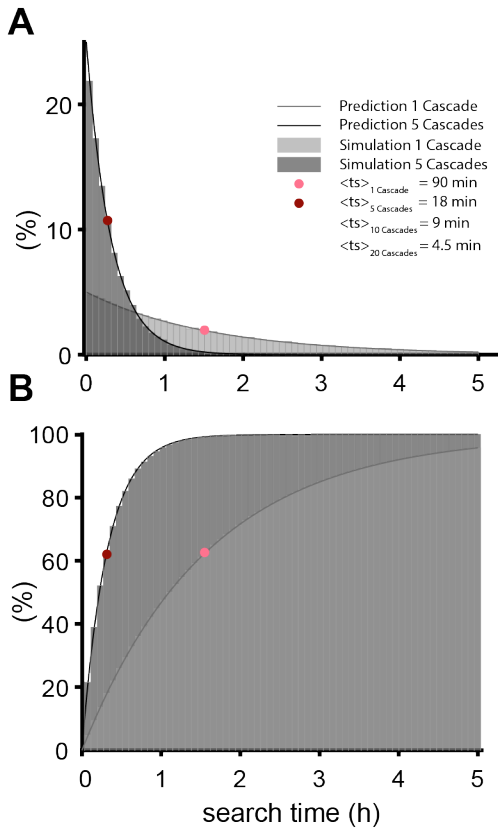 A
20
10
0
(%)
Prediction 1 Cascade
Prediction 5 Cascades
Simulation 1 Cascade
Simulation 5 Cascades
<ts>1 Cascade = 90 min
<ts>5 Cascades = 18 min
<ts>10 Cascades = 9 min
<ts>20 Cascades = 4.5 min
0 1 2 3 4 5
B
100
80
60
40
20
0
(%)
0 1 2 3 4 5
search time (h)